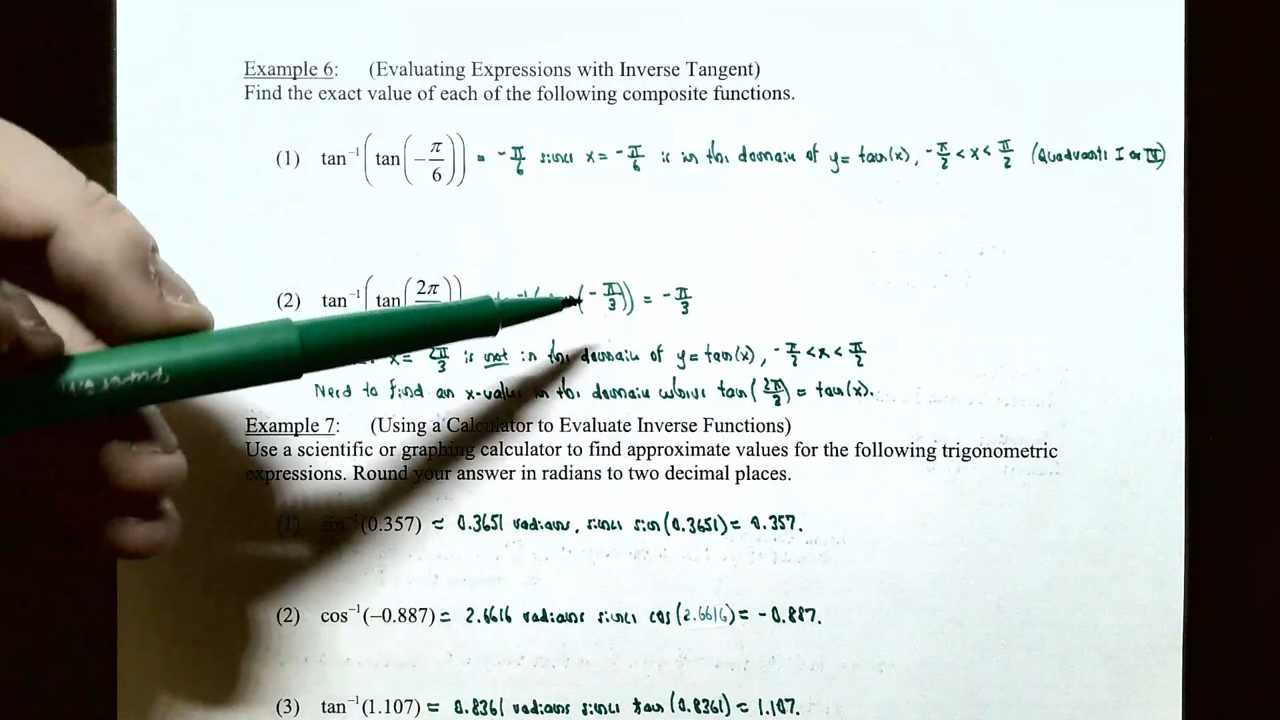 Example 6: (Evaluating Expressions with Inverse Tangent)
Find the exact value of each of the following composite functions.
(1) tan⁻¹(tan(-π/6)) = -π/6 since x = -π/6 is in the domain of y = tan(x), -π/2 < x < π/2 (Quadrants I or IV)
(2) tan⁻¹(tan(2π (-π/3)) = -π/3
x = 2π/3 is not in the domain of y = tan(x), -π/2 < x < π/2
Need to find an x-value in the domain where tan(2π/3) = tan(x).
Example 7: (Using a Calculator to Evaluate Inverse Functions)
Use a scientific or graphing calculator to find approximate values for the following trigonometric
expressions. Round your answer in radians to two decimal places.
(1) sin⁻¹(0.357) = 0.3651 radians, since sin(0.3651) = 0.357.
(2) cos⁻¹(-0.887) = 2.6616 radians since cos(2.6616) = -0.887.
(3) tan⁻¹(1.107) = 0.8361 radians since tan(0.8361) = 1.107.